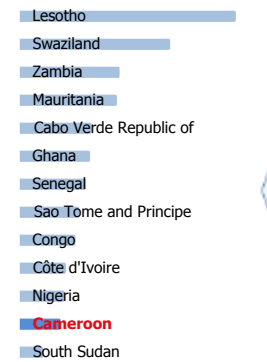 Lesotho
Swaziland
Zambia
Mauritania
Cabo Verde Republic of
Ghana
Senegal
Sao Tome and Principe
Congo
Côte d'Ivoire
Nigeria
Cameroon
South Sudan